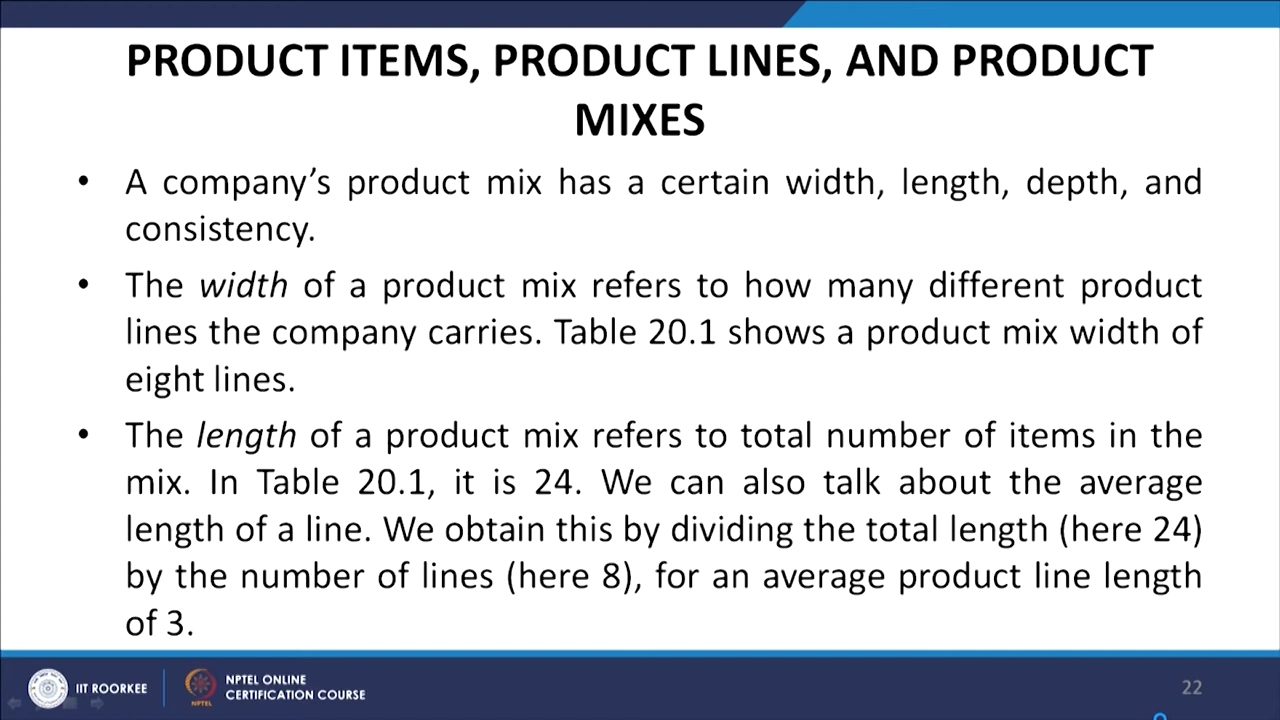 PRODUCT ITEMS, PRODUCT LINES, AND PRODUCT
MIXES
• A company’s product mix has a certain width, length, depth, and
consistency.
• The width of a product mix refers to how many different product
lines the company carries. Table 20.1 shows a product mix width of
eight lines.
• The length of a product mix refers to total number of items in the
mix. In Table 20.1, it is 24. We can also talk about the average
length of a line. We obtain this by dividing the total length (here 24)
by the number of lines (here 8), for an average product line length
of 3.
IIT ROORKEE
NPTEL
NPTEL ONLINE
CERTIFICATION COURSE
22